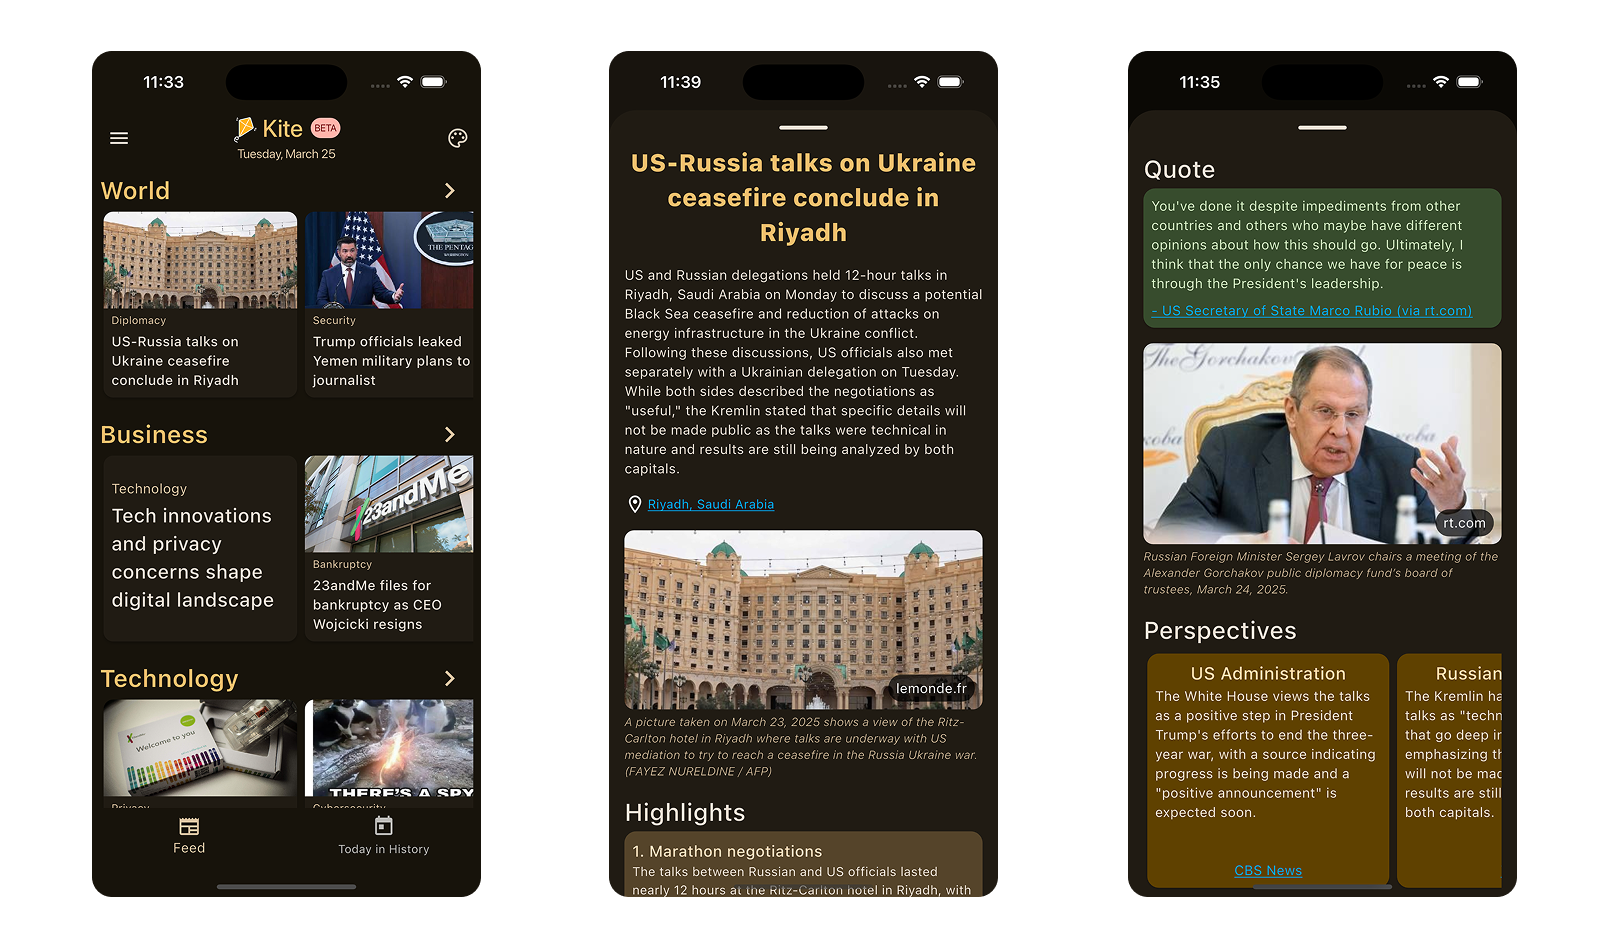 11:33
Kite BETA
Tuesday, March 25
World
THE PENTAG
WASHINGTON
Diplomacy
US-Russia talks on
Ukraine ceasefire
conclude in Riyadh
Security
Trump officials leaked
Yemen military plans to
journalist
Business
Technology
Tech innovations
and privacy
concerns shape
digital landscape
23andMe
Bankruptcy
23andMe files for
bankruptcy as CEO
Wojcicki resigns
Technology
Welcome to you
THERE'S A SPY
Privacy
Cybersecurity
Feed
Today in History
11:39
US-Russia talks on Ukraine
ceasefire conclude in
Riyadh
US and Russian delegations held 12-hour talks in
Riyadh, Saudi Arabia on Monday to discuss a potential
Black Sea ceasefire and reduction of attacks on
energy infrastructure in the Ukraine conflict.
Following these discussions, US officials also met
separately with a Ukrainian delegation on Tuesday.
While both sides described the negotiations as
"useful," the Kremlin stated that specific details will
not be made public as the talks were technical in
nature and results are still being analyzed by both
capitals.
Riyadh, Saudi Arabia
lemonde.fr
A picture taken on March 23, 2025 shows a view of the Ritz-
Carlton hotel in Riyadh where talks are underway with US
mediation to try to reach a ceasefire in the Russia Ukraine war.
(FAYEZ NURELDINE / AFP)
Highlights
1. Marathon negotiations
The talks between Russian and US officials lasted
nearly 12 hours at the Ritz-Carlton hotel in Riyadh, with
11:35
Quote
You've done it despite impediments from other
countries and others who maybe have different
opinions about how this should go. Ultimately, I
think that the only chance we have for peace is
through the President's leadership.
- US Secretary of State Marco Rubio (via rt.com)
The Gorchakov
rt.com
Russian Foreign Minister Sergey Lavrov chairs a meeting of the
Alexander Gorchakov public diplomacy fund's board of
trustees, March 24, 2025.
Perspectives
US Administration
The White House views the talks
as a positive step in President
Trump's efforts to end the three-
year war, with a source indicating
progress is being made and a
"positive announcement" is
expected soon.
CBS News
Russian
The Kremlin ha
talks as "techn
that go deep in
emphasizing th
will not be mad
results are still
both capitals.